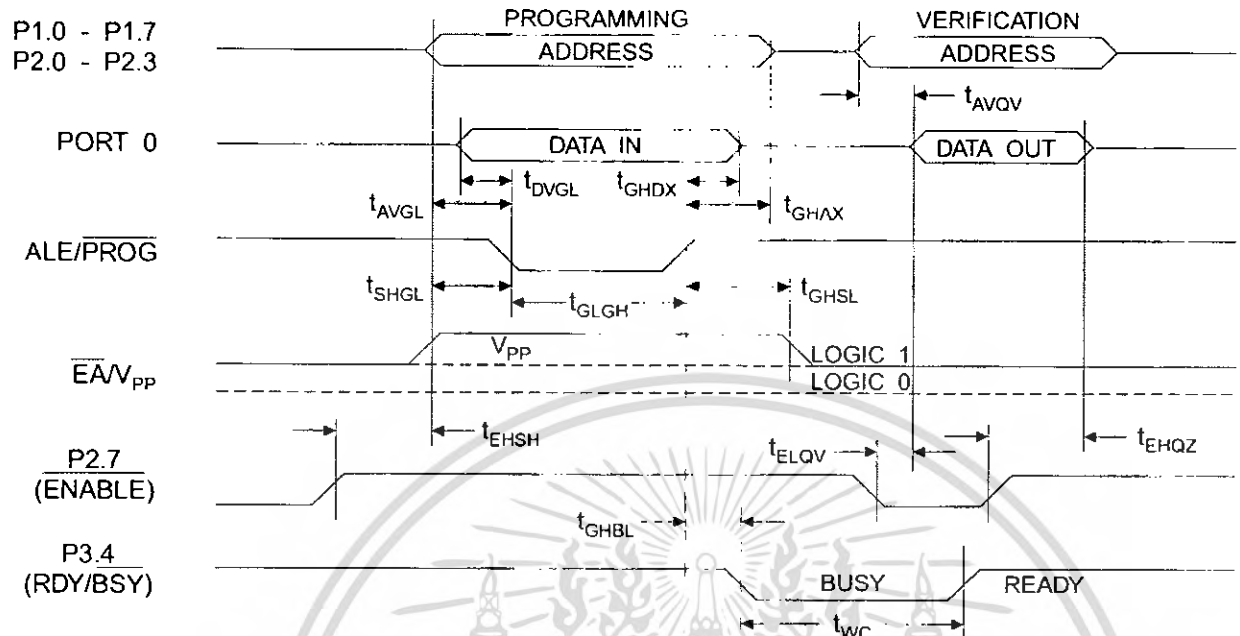 PROGRAMMING
VERIFICATION
P1.0 - P1.7
P2.0 - P2.3
ADDRESS
ADDRESS
tAVQV
PORT 0
DATA IN
DATA OUT
tDVGL
tGHDX
tAVGL
tGHAX
ALE/PROG
tSHGL
tGLGH
tGHSL
VPP
LOGIC 1
EA/VPP
LOGIC 0
tEHSH
tELQV
tEHQZ
P2.7
(ENABLE)
tGHBL
P3.4
(RDY/BSY)
BUSY
READY
tWC